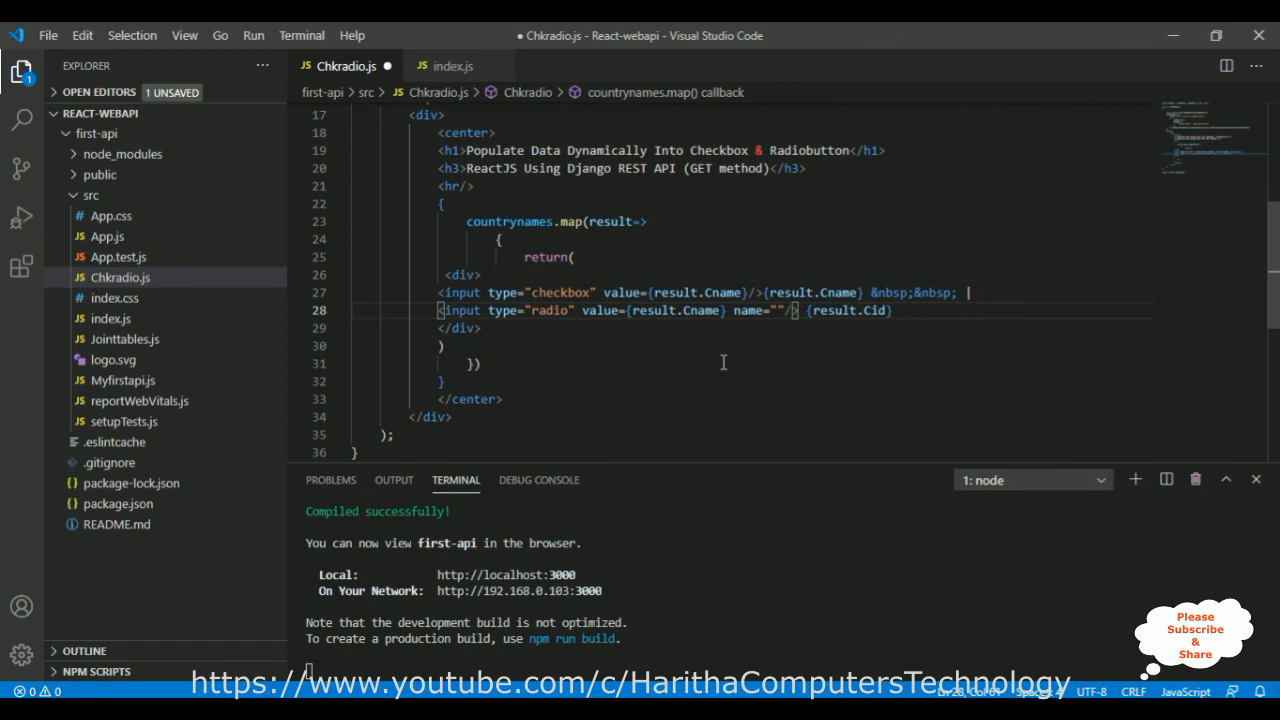 File Edit Selection View Go Run Terminal Help
● Chkradio.js - React-webapi - Visual Studio Code
EXPLORER
OPEN EDITORS 1 UNSAVED
REACT-WEBAPI
first-api
node_modules
public
src
# App.css
JS App.js
JS App.test.js
JS Chkradio.js
# index.css
JS index.js
JS Jointtables.js
logo.svg
JS Myfirstapi.js
JS reportWebVitals.js
JS setupTests.js
.eslintcache
.gitignore
package-lock.json
package.json
README.md
OUTLINE
NPM SCRIPTS
JS Chkradio.js ● JS index.js
first-api > src > JS Chkradio.js > Chkradio > countrynames.map() callback
17 <div>
18 <center>
19 <h1>Populate Data Dynamically Into Checkbox & Radiobutton</h1>
20 <h3>ReactJS Using Django REST API (GET method)</h3>
21 <hr/>
22 {
23 countrynames.map(result=>
24 {
25 return(
26 <div>
27 <input type="checkbox" value={result.Cname}/>{result.Cname} &nbsp;&nbsp; |
28 <input type="radio" value={result.Cname} name=""/> {result.Cid}
29 </div>
30 )
31 })
32 }
33 </center>
34 </div>
35 );
36 }
PROBLEMS OUTPUT TERMINAL DEBUG CONSOLE 1: node
Compiled successfully!
You can now view first-api in the browser.
Local: http://localhost:3000
On Your Network: http://192.168.0.103:3000
Note that the development build is not optimized.
To create a production build, use npm run build.
Please
Subscribe
&
Share
https://www.youtube.com/c/HarithaComputersTechnology
0 0 UTF-8 CRLF JavaScript